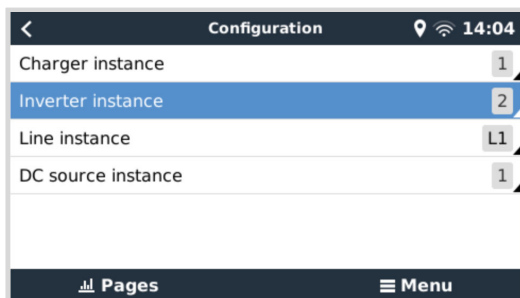 Configuration 14:04
Charger instance 1
Inverter instance 2
Line instance L1
DC source instance 1
Pages Menu